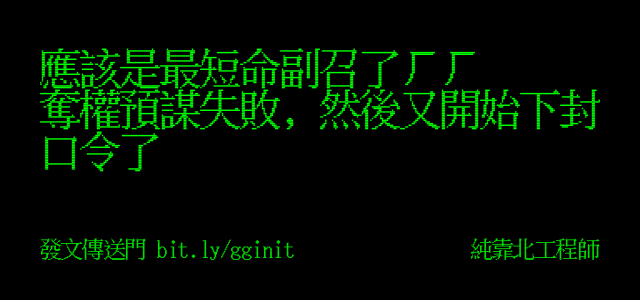 應該是最短命副召了ㄏㄏ
奪權預謀失敗，然後又開始下封
口令了
發文傳送門 bit.ly/gginit
純靠北工程師